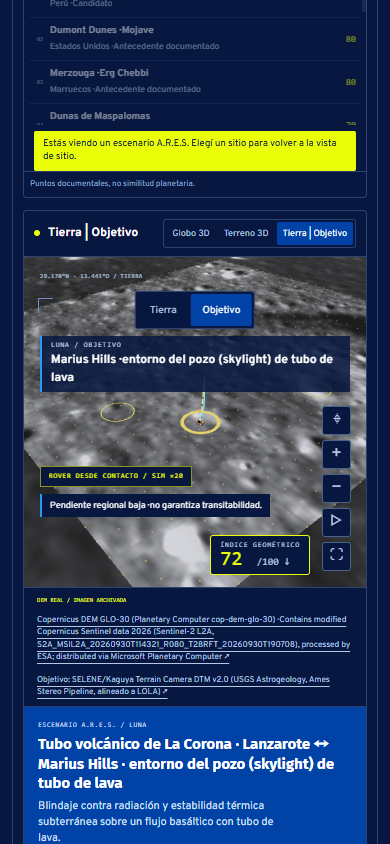 Perú ·Candidato
02
Dumont Dunes ·Mojave
80
Estados Unidos ·Antecedente documentado
03
Merzouga ·Erg Chebbi
80
Marruecos ·Antecedente documentado
Dunas de Maspalomas
Estás viendo un escenario A.R.E.S. Elegí un sitio para volver a la vista
de sitio.
Puntos documentales, no similitud planetaria.
Tierra | Objetivo
Globo 3D
Terreno 3D
Tierra | Objetivo
29.170°N · 13.441°O / TIERRA
Tierra
Objetivo
LUNA / OBJETIVO
Marius Hills ·entorno del pozo (skylight) de tubo de
lava
ROVER DESDE CONTACTO / SIM ×20
Pendiente regional baja ·no garantiza transitabilidad.
ÍNDICE GEOMÉTRICO
72 /100 ↓
DEM REAL / IMAGEN ARCHIVADA
Copernicus DEM GLO-30 (Planetary Computer cop-dem-glo-30) ·Contains modified
Copernicus Sentinel data 2026 (Sentinel-2 L2A,
S2A_MSIL2A_20260930T114321_R080_T28RFT_20260930T190708), processed by
ESA; distributed via Microsoft Planetary Computer ↗
Objetivo: SELENE/Kaguya Terrain Camera DTM v2.0 (USGS Astrogeology, Ames
Stereo Pipeline, alineado a LOLA) ↗
ESCENARIO A.R.E.S. / LUNA
Tubo volcánico de La Corona · Lanzarote ↔
Marius Hills · entorno del pozo (skylight) de
tubo de lava
Blindaje contra radiación y estabilidad térmica
subterránea sobre un flujo basáltico con tubo de
lava.